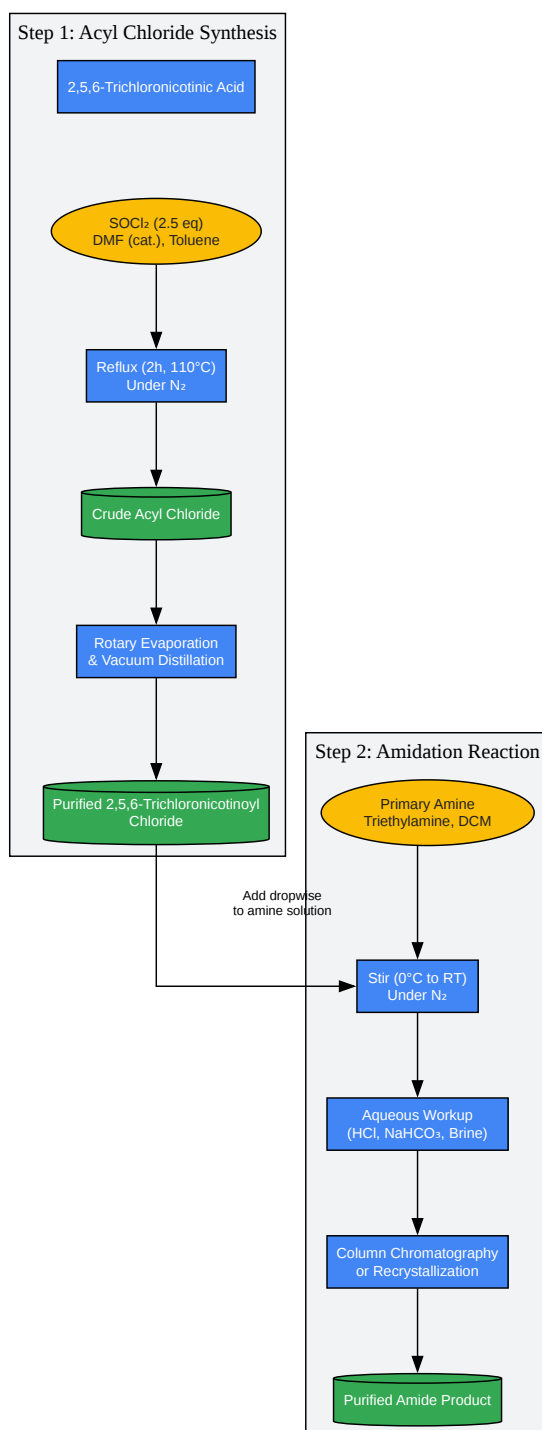 Step 1: Acyl Chloride Synthesis
2,5,6-Trichloronicotinic Acid
SOCl₂ (2.5 eq)
DMF (cat.), Toluene
Reflux (2h, 110°C)
Under N₂
Crude Acyl Chloride
Rotary Evaporation
& Vacuum Distillation
Purified 2,5,6-Trichloronicotinoyl
Chloride
Step 2: Amidation Reaction
Primary Amine
Triethylamine, DCM
Add dropwise
to amine solution
Stir (0°C to RT)
Under N₂
Aqueous Workup
(HCl, NaHCO₃, Brine)
Column Chromatography
or Recrystallization
Purified Amide Product